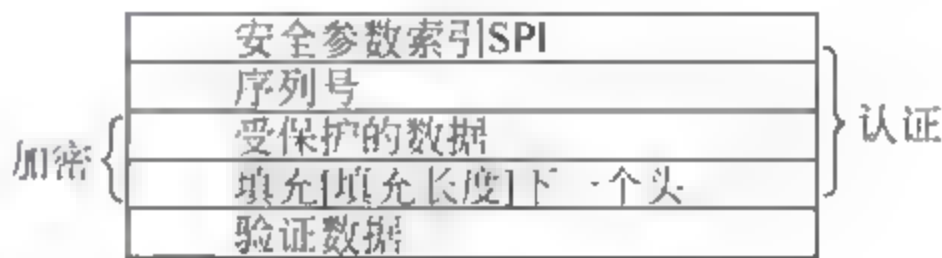 安全参数索引SPI
序列号
受保护的数据
填充[填充长度]下一个头
验证数据
加密
认证